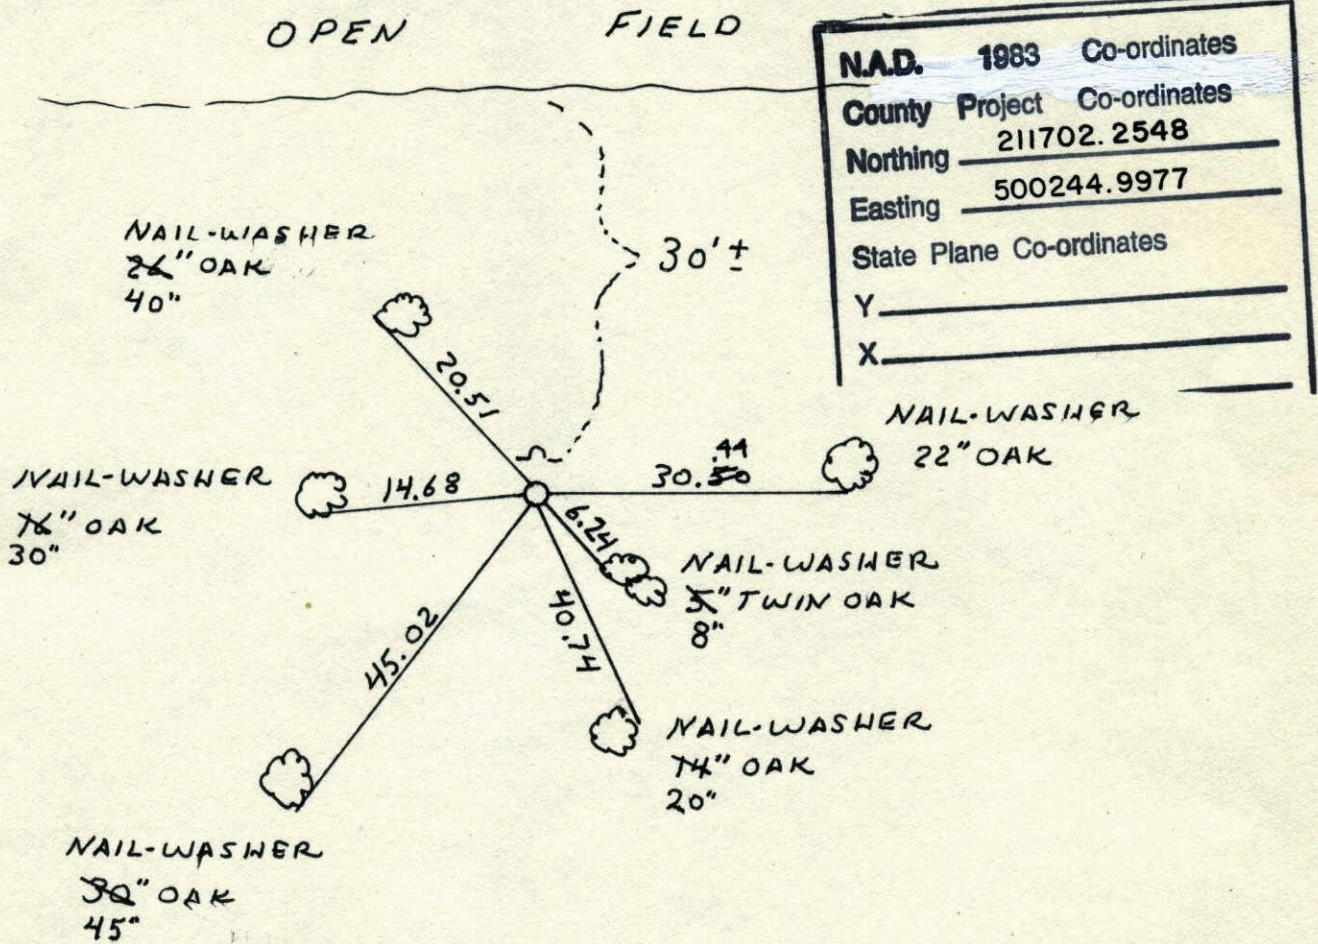 OPEN FIELD
N.A.D. 1983 Co-ordinates
County Project Co-ordinates
Northing 211702.2548
Easting 500244.9977
State Plane Co-ordinates
Y
X
30'±
NAIL-WASHER
26" OAK
40"
20.51
NAIL-WASHER
22" OAK
.44
30.50
NAIL-WASHER
16" OAK
30"
14.68
6.24
NAIL-WASHER
5" TWIN OAK
8"
45.02
40.74
NAIL-WASHER
14" OAK
20"
NAIL-WASHER
30" OAK
45"